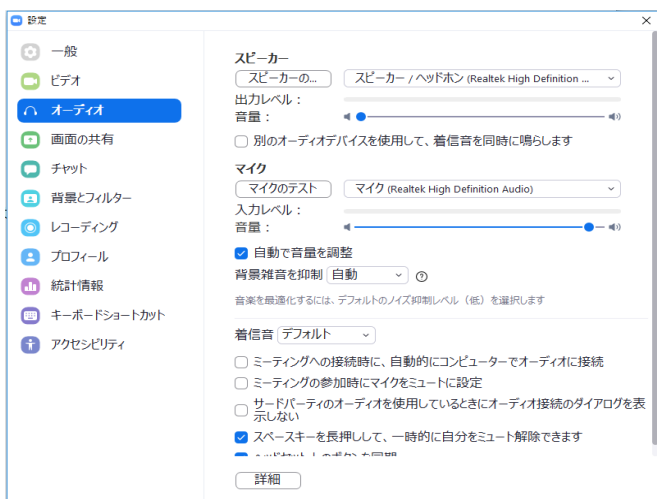 設定
一般
ビデオ
オーディオ
画面の共有
チャット
背景とフィルター
レコーディング
プロフィール
統計情報
キーボードショートカット
アクセシビリティ
スピーカー
スピーカーの... スピーカー / ヘッドホン (Realtek High Definition ...
出力レベル：
音量：
別のオーディオデバイスを使用して、着信音を同時に鳴らします
マイク
マイクのテスト マイク (Realtek High Definition Audio)
入力レベル：
音量：
自動で音量を調整
背景雑音を抑制 自動
音楽を最適化するには、デフォルトのノイズ抑制レベル（低）を選択します
着信音 デフォルト
ミーティングへの接続時に、自動的にコンピューターでオーディオに接続
ミーティングの参加時にマイクをミュートに設定
サードパーティのオーディオを使用しているときにオーディオ接続のダイアログを表
示しない
スペースキーを長押しして、一時的に自分をミュート解除できます
詳細